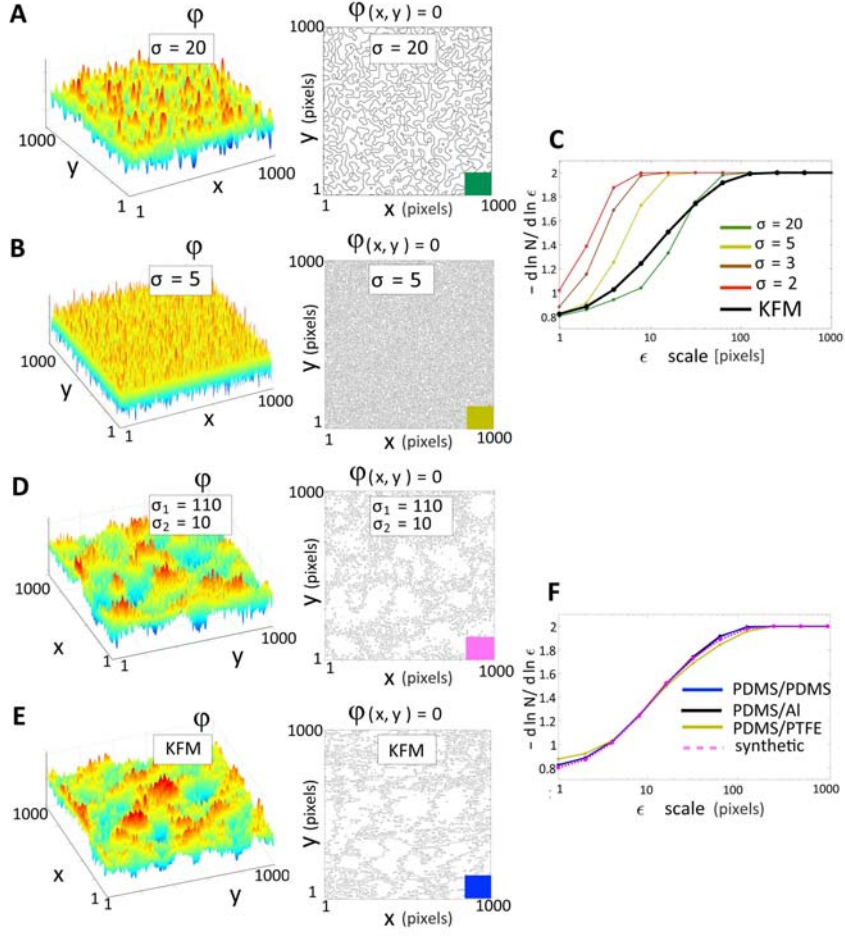 A
φ
σ = 20
1000
y
1
1
x
1000
φ(x, y) = 0
1000
σ = 20
y (pixels)
1
1
x (pixels)
1000
B
φ
σ = 5
1000
y
1
1
x
1000
φ(x, y) = 0
1000
σ = 5
y (pixels)
1
1
x (pixels)
1000
C
− d ln N/ d ln ϵ
2
1.8
1.6
1.4
1.2
1
0.8
σ = 20
σ = 5
σ = 3
σ = 2
KFM
1
10
100
1000
ϵ scale [pixels]
D
φ
σ₁ = 110
σ₂ = 10
1000
x
1
1
y
1000
φ(x, y) = 0
1000
σ₁ = 110
σ₂ = 10
y (pixels)
1
1
x (pixels)
1000
E
φ
KFM
1000
x
1
1
y
1000
φ(x, y) = 0
1000
KFM
y (pixels)
1
1
x (pixels)
1000
F
− d ln N/ d ln ϵ
2
1.8
1.6
1.4
1.2
1
0.8
PDMS/PDMS
PDMS/Al
PDMS/PTFE
synthetic
1
10
100
1000
ϵ scale (pixels)